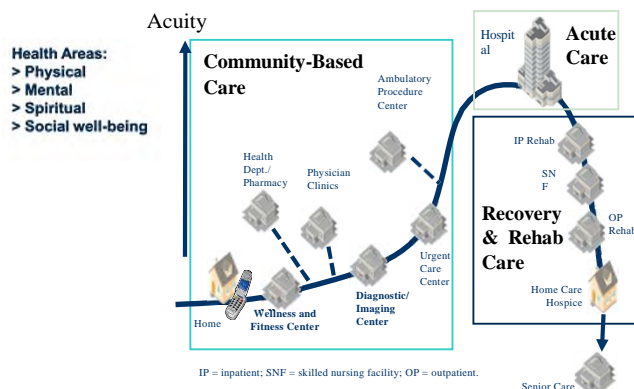 Acuity
Health Areas:
> Physical
> Mental
> Spiritual
> Social well-being
Community-Based
Care
Ambulatory
Procedure
Center
Health
Dept./
Pharmacy
Physician
Clinics
Urgent
Care
Center
Diagnostic/
Imaging
Center
Wellness and
Fitness Center
Home
Hospit
al
Acute
Care
IP Rehab
SN
F
OP
Rehab
Recovery
& Rehab
Care
Home Care
Hospice
Senior Care
IP = inpatient; SNF = skilled nursing facility; OP = outpatient.